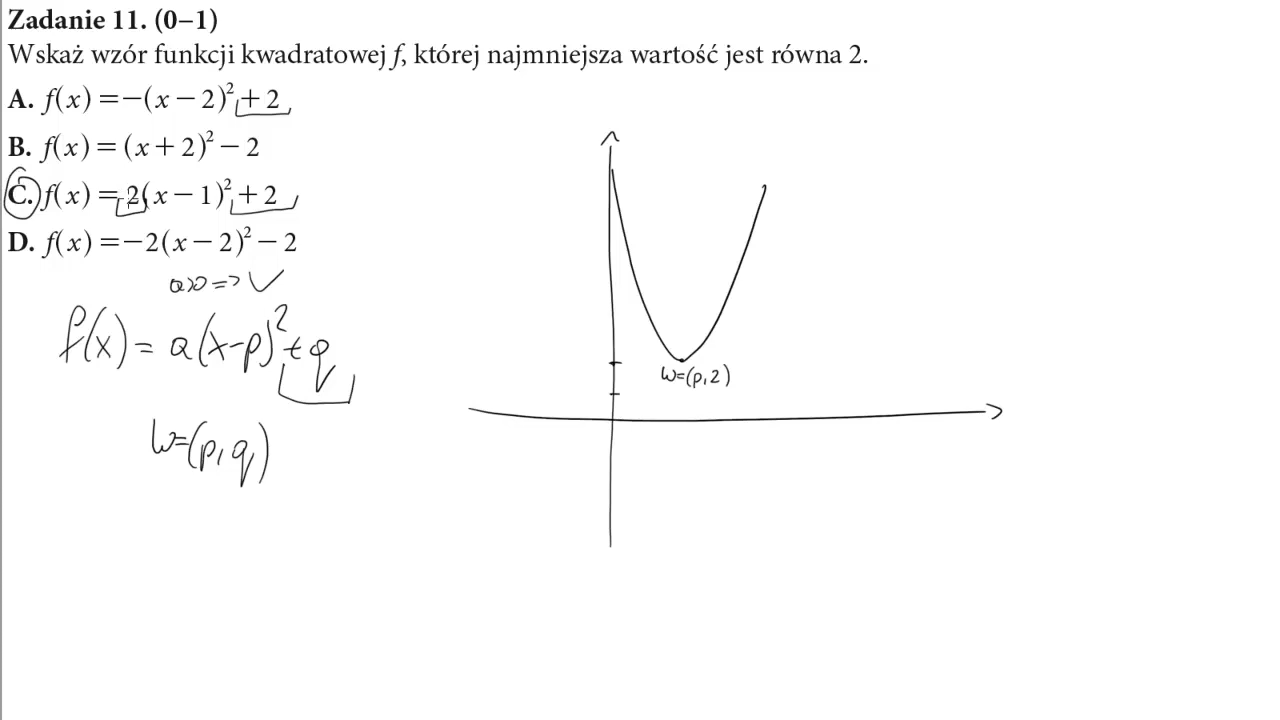 Zadanie 11. (0–1)
Wskaż wzór funkcji kwadratowej f, której najmniejsza wartość jest równa 2.
A. f(x) = −(x − 2)² + 2
B. f(x) = (x + 2)² − 2
C. f(x) = 2(x − 1)² + 2
D. f(x) = −2(x − 2)² − 2
a>0 =>
f(x) = a(x-p)² + q
W=(p,2)
W=(p,q)